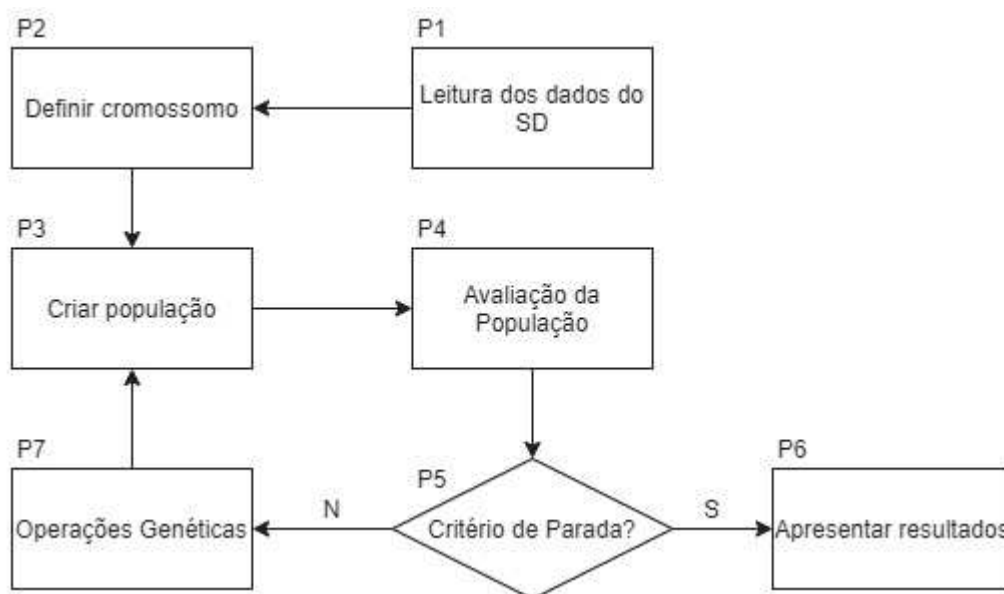 P2
P1
Definir cromossomo
Leitura dos dados do
SD
P3
P4
Criar população
Avaliação da
População
P7
P5
P6
Operações Genéticas
N
Critério de Parada?
S
Apresentar resultados